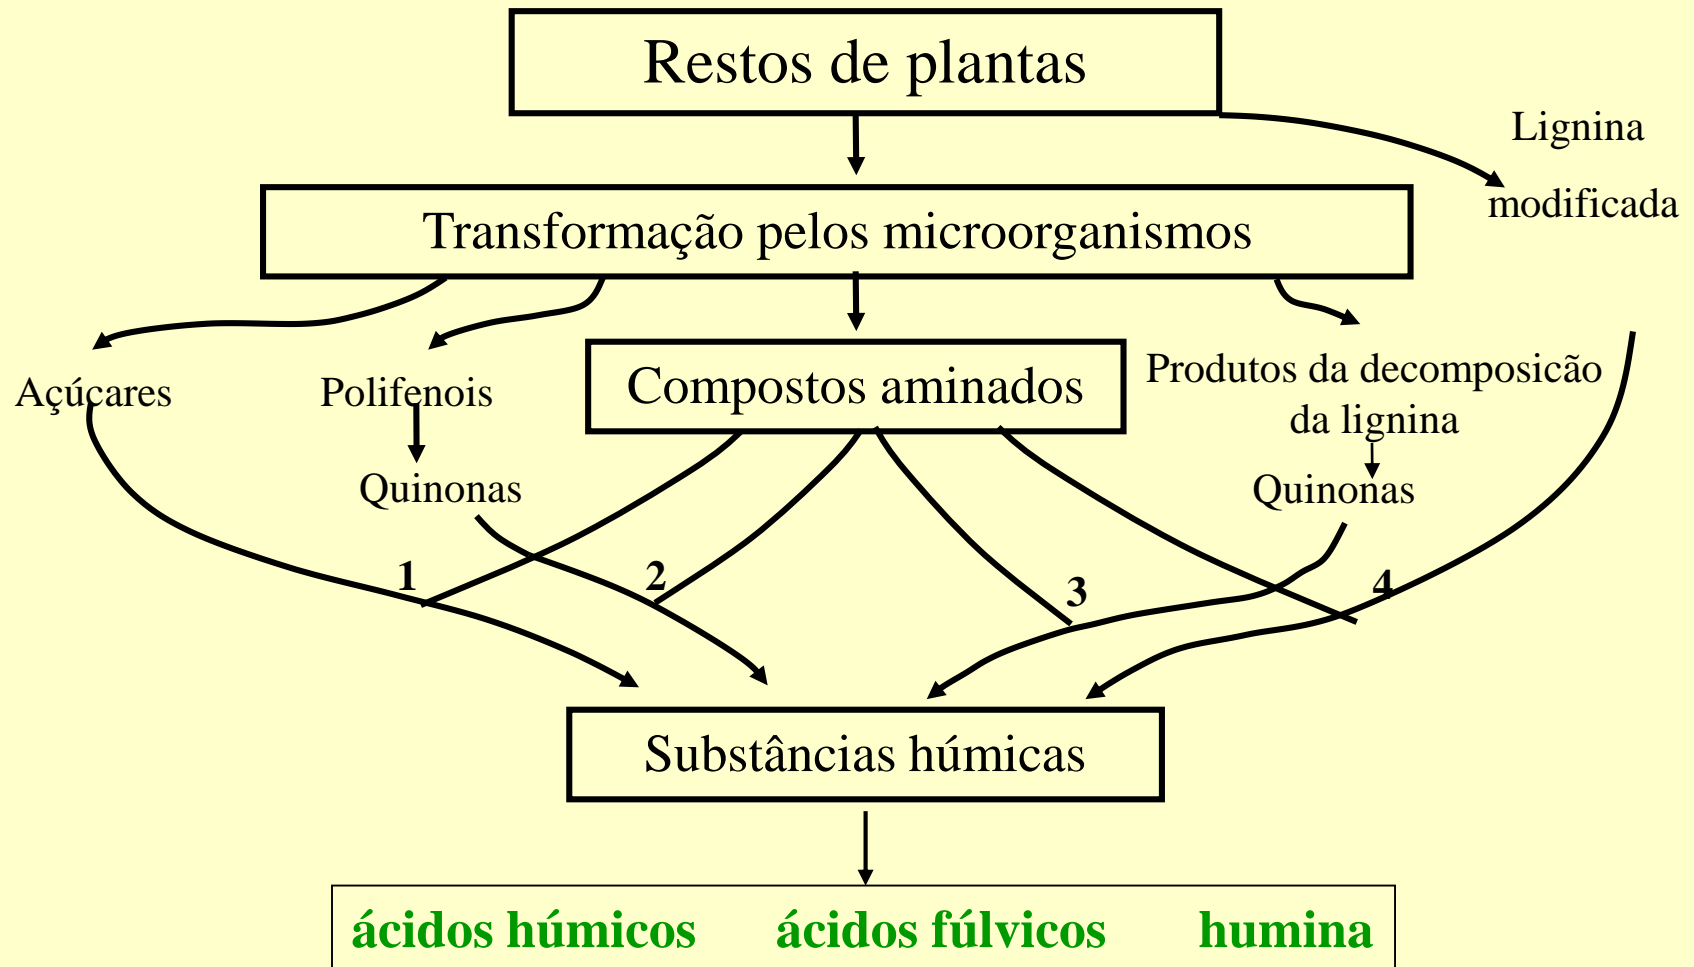 Restos de plantas
Lignina
modificada
Transformação pelos microorganismos
Açúcares
Polifenois
Compostos aminados
Produtos da decomposicão
da lignina
Quinonas
Quinonas
1
2
3
4
Substâncias húmicas
ácidos húmicos ácidos fúlvicos humina